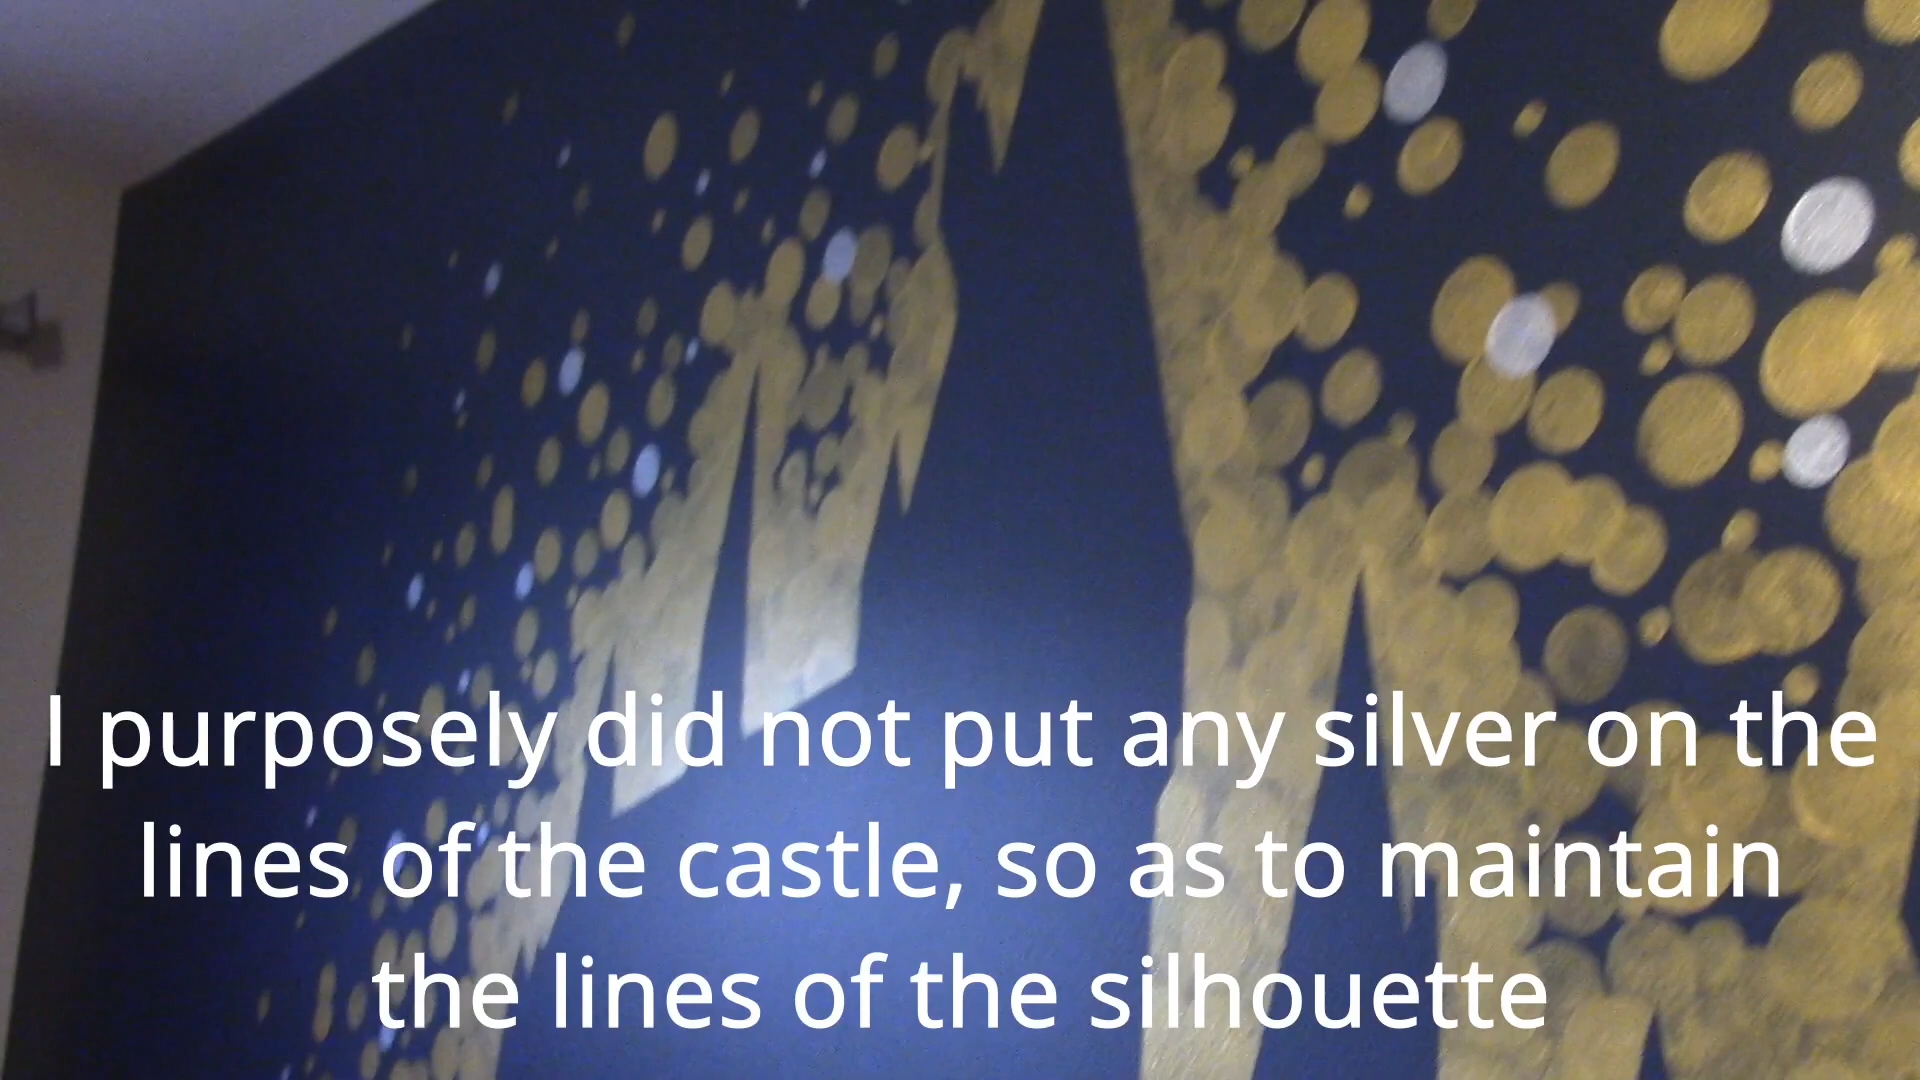 I purposely did not put any silver on the
lines of the castle, so as to maintain
the lines of the silhouette